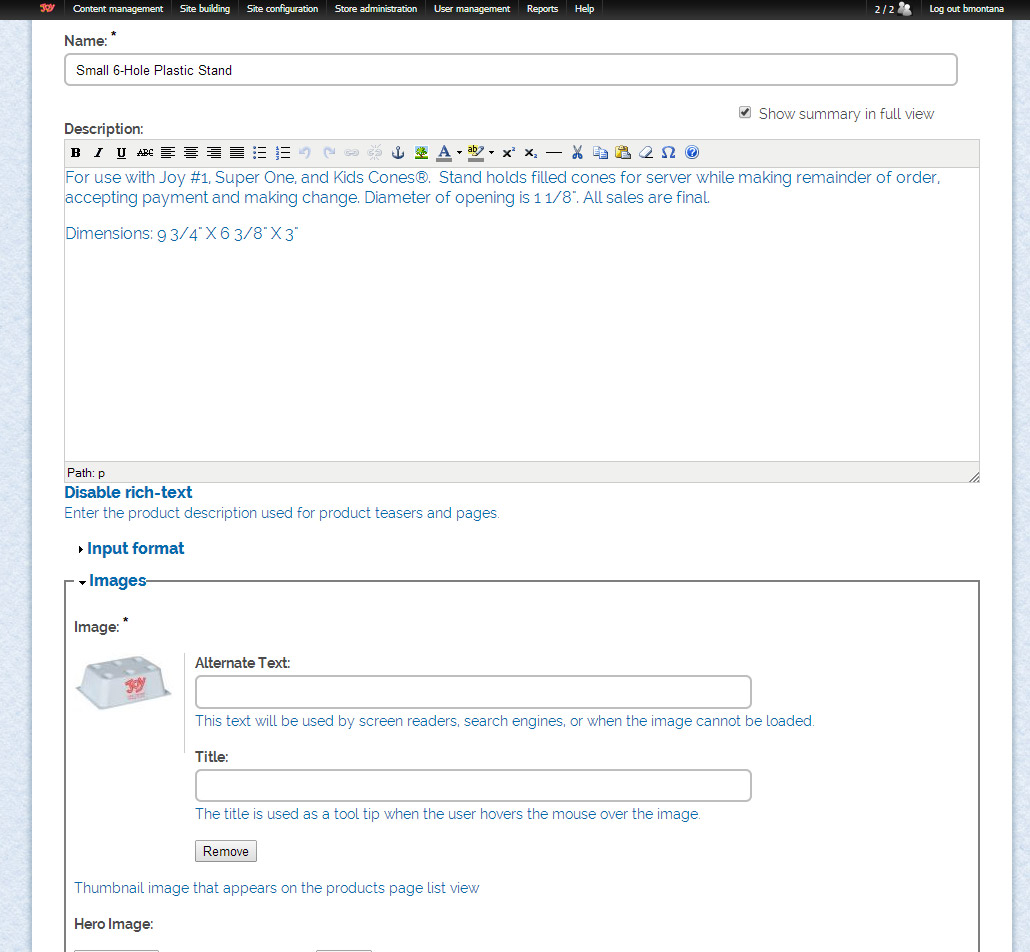 JOY Content management Site building Site configuration Store administration User management Reports Help 2 / 2 Log out bmontana
Name: *
Small 6-Hole Plastic Stand
Show summary in full view
Description:
B I U ABC A ab x² x₂ Ω
For use with Joy #1, Super One, and Kids Cones®. Stand holds filled cones for server while making remainder of order,
accepting payment and making change. Diameter of opening is 1 1/8". All sales are final.
Dimensions: 9 3/4" X 6 3/8" X 3"
Path: p
Disable rich-text
Enter the product description used for product teasers and pages.
Input format
Images
Image: *
JOY
Alternate Text:
This text will be used by screen readers, search engines, or when the image cannot be loaded.
Title:
The title is used as a tool tip when the user hovers the mouse over the image.
Remove
Thumbnail image that appears on the products page list view
Hero Image: